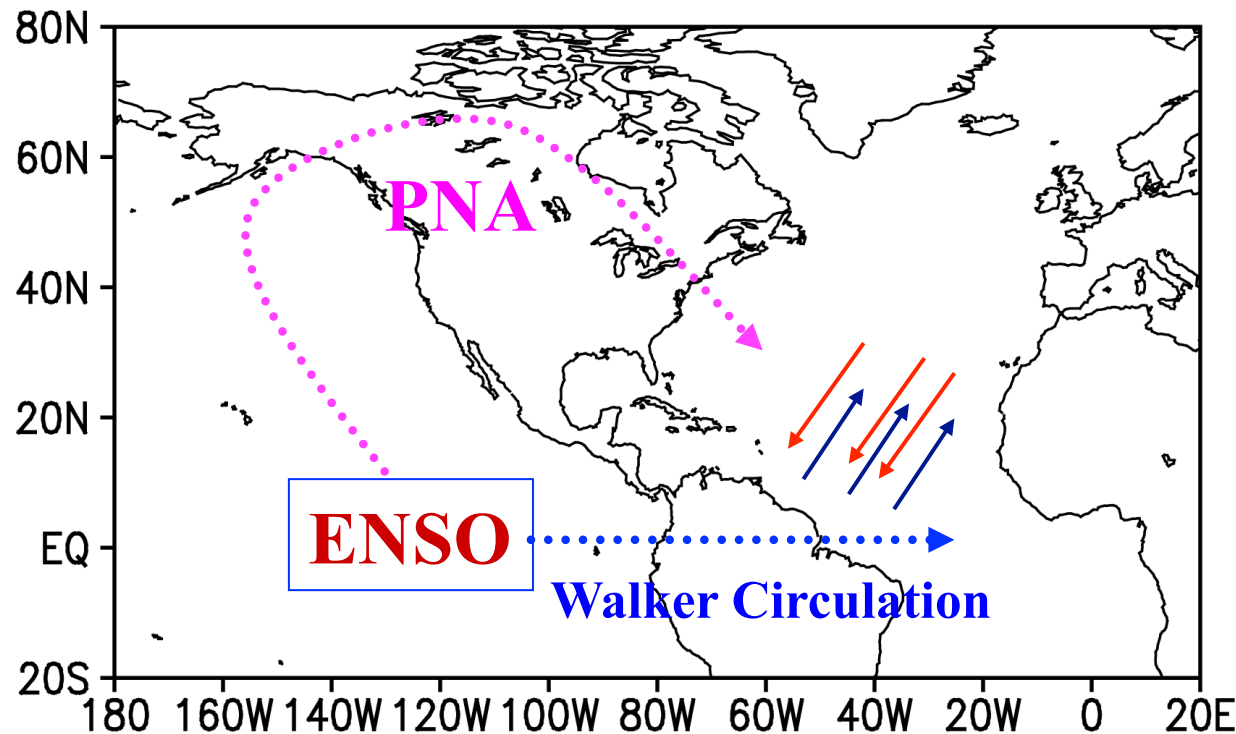 80N
60N
PNA
40N
20N
ENSO
EQ
Walker Circulation
20S
180 160W 140W 120W 100W 80W 60W 40W 20W 0 20E